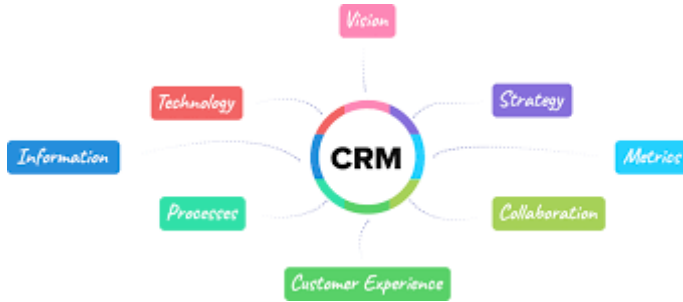 Vision
Technology
Strategy
Information
CRM
Metrics
Processes
Collaboration
Customer Experience